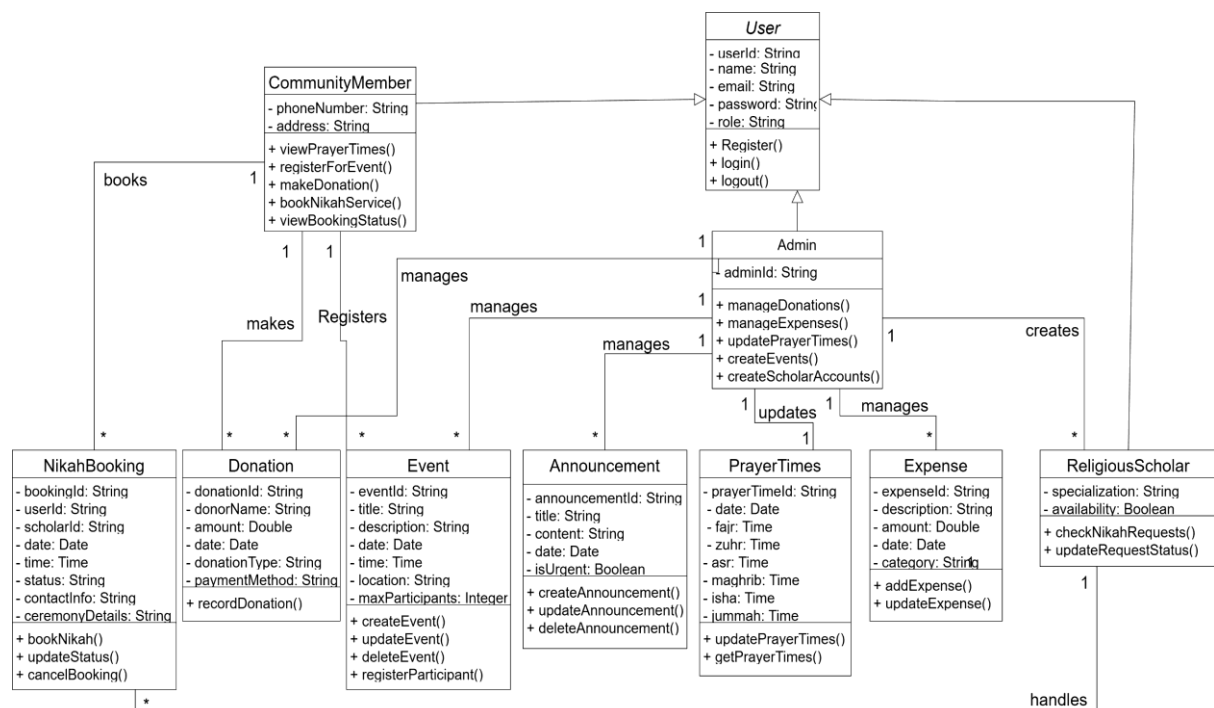 User
- userId: String
- name: String
- email: String
- password: String
- role: String
+ Register()
+ login()
+ logout()
CommunityMember
- phoneNumber: String
- address: String
+ viewPrayerTimes()
+ registerForEvent()
+ makeDonation()
+ bookNikahService()
+ viewBookingStatus()
books
1
1
1
makes
Registers
manages
1
Admin
- adminId: String
+ manageDonations()
+ manageExpenses()
+ updatePrayerTimes()
+ createEvents()
+ createScholarAccounts()
manages
1
manages
1
1
creates
1
updates
1
1
manages
*
*
*
*
*
*
*
NikahBooking
- bookingId: String
- userId: String
- scholarId: String
- date: Date
- time: Time
- status: String
- contactInfo: String
- ceremonyDetails: String
+ bookNikah()
+ updateStatus()
+ cancelBooking()
*
Donation
- donationId: String
- donorName: String
- amount: Double
- date: Date
- donationType: String
- paymentMethod: String
+ recordDonation()
Event
- eventId: String
- title: String
- description: String
- date: Date
- time: Time
- location: String
- maxParticipants: Integer
+ createEvent()
+ updateEvent()
+ deleteEvent()
+ registerParticipant()
Announcement
- announcementId: String
- title: String
- content: String
- date: Date
- isUrgent: Boolean
+ createAnnouncement()
+ updateAnnouncement()
+ deleteAnnouncement()
PrayerTimes
- prayerTimeId: String
- date: Date
- fajr: Time
- zuhr: Time
- asr: Time
- maghrib: Time
- isha: Time
- jummah: Time
+ updatePrayerTimes()
+ getPrayerTimes()
Expense
- expenseId: String
- description: String
- amount: Double
- date: Date
- category: String
1
+ addExpense()
+ updateExpense()
*
ReligiousScholar
- specialization: String
- availability: Boolean
+ checkNikahRequests()
+ updateRequestStatus()
1
handles